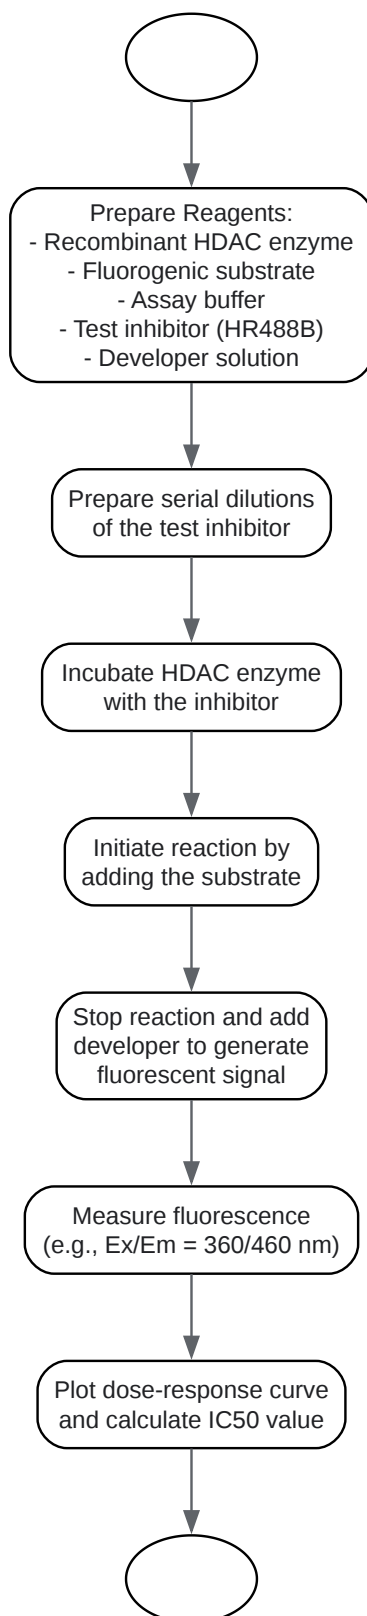 Prepare Reagents:
- Recombinant HDAC enzyme
- Fluorogenic substrate
- Assay buffer
- Test inhibitor (HR488B)
- Developer solution
Prepare serial dilutions
of the test inhibitor
Incubate HDAC enzyme
with the inhibitor
Initiate reaction by
adding the substrate
Stop reaction and add
developer to generate
fluorescent signal
Measure fluorescence
(e.g., Ex/Em = 360/460 nm)
Plot dose-response curve
and calculate IC50 value